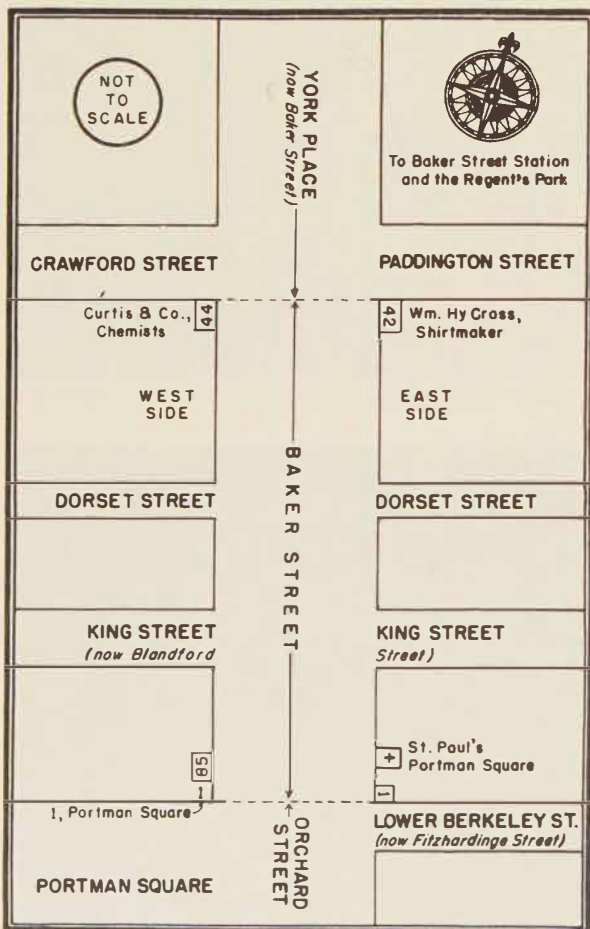 NOT
TO
SCALE
YORK PLACE
(now Baker Street)
To Baker Street Station
and the Regent's Park
CRAWFORD STREET
PADDINGTON STREET
Curtis & Co.,
Chemists
44
42
Wm. Hy Cross,
Shirtmaker
WEST
SIDE
EAST
SIDE
BAKER STREET
DORSET STREET
DORSET STREET
KING STREET
(now Blandford
KING STREET
Street)
85
St. Paul's
Portman Square
1, Portman Square
1
ORCHARD
STREET
LOWER BERKELEY ST.
(now Fitzhardinge Street)
PORTMAN SQUARE